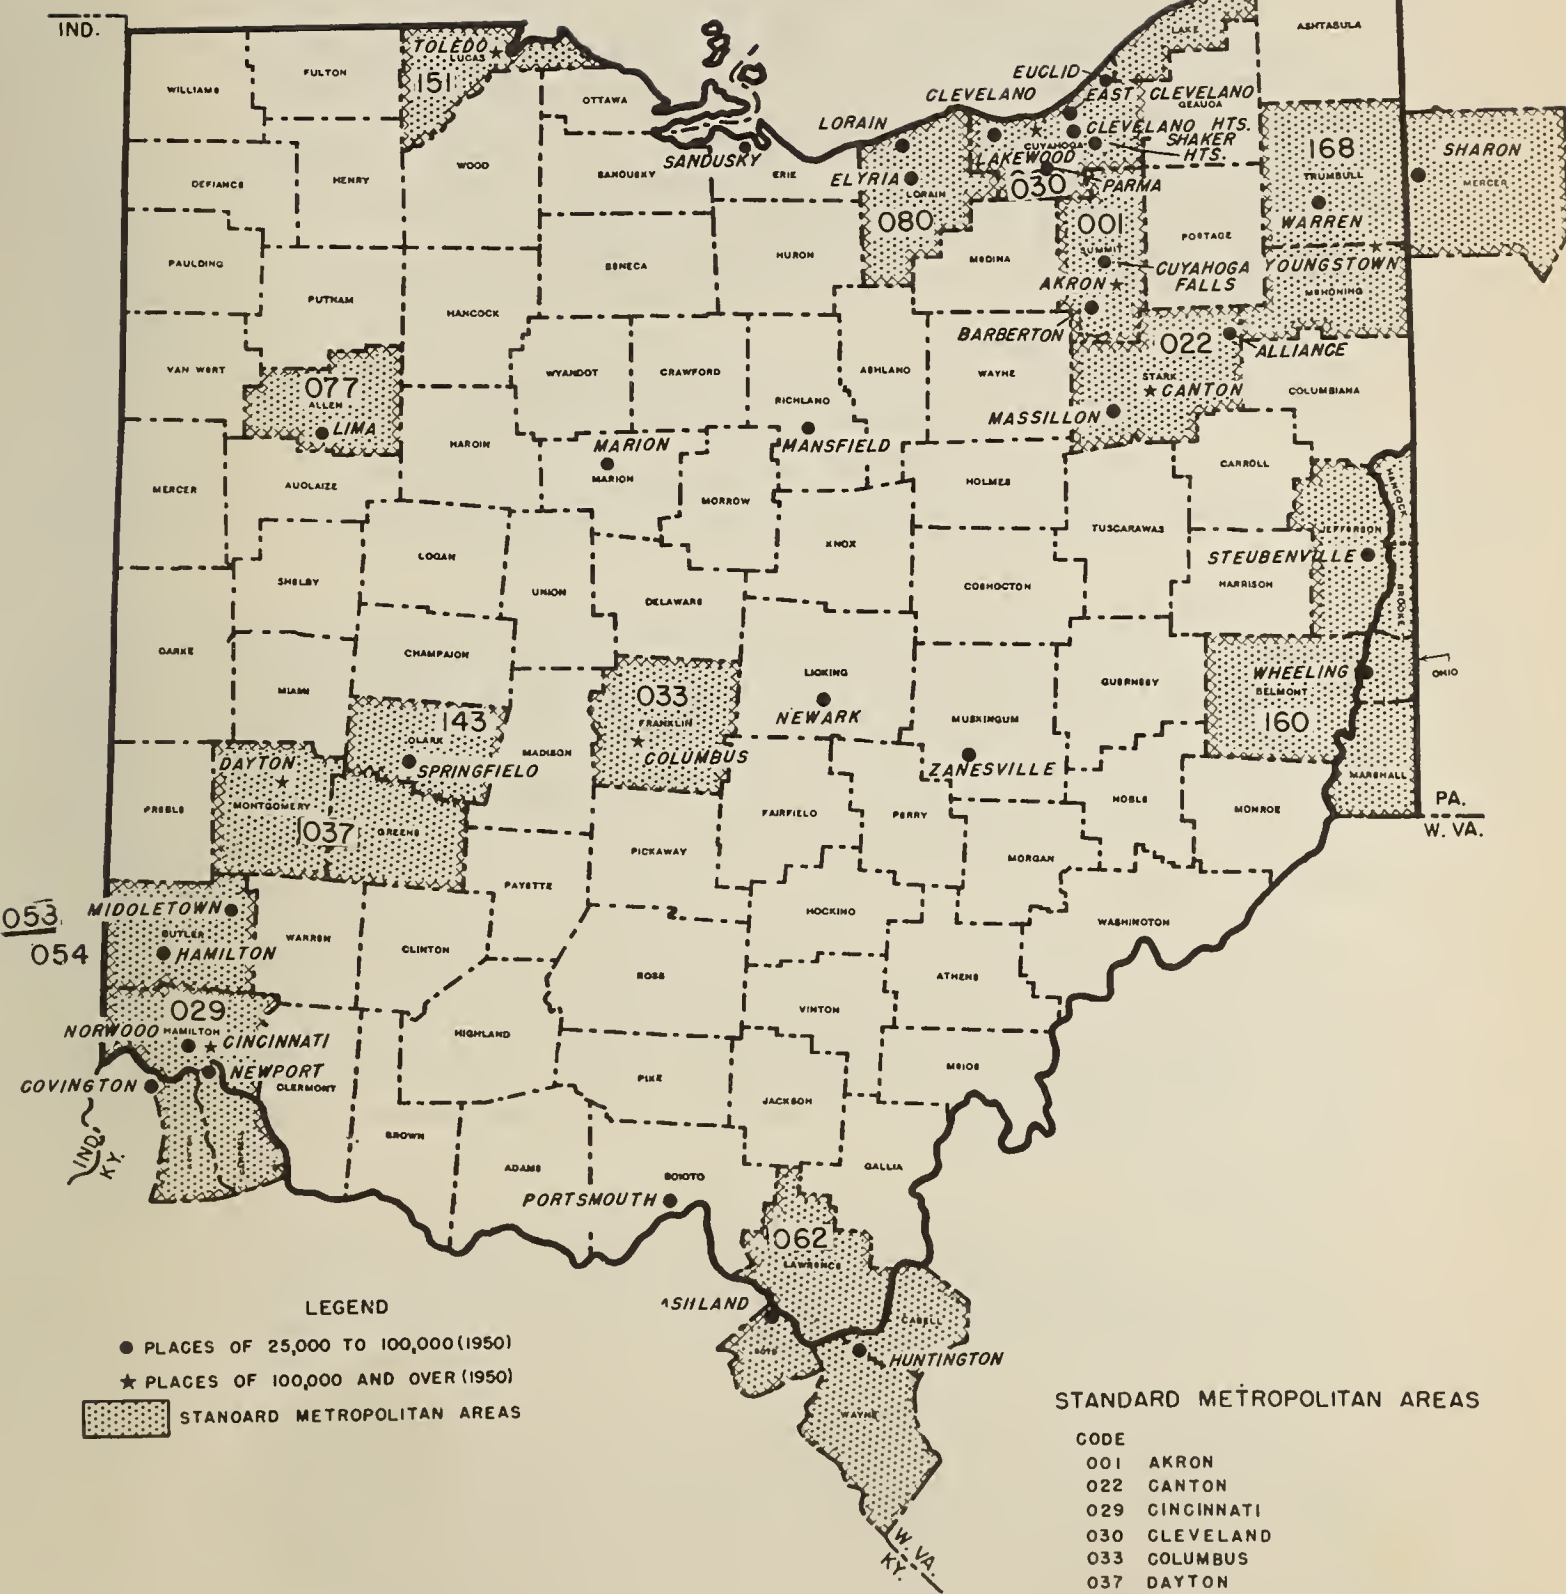 IND.
WILLIAMS
FULTON
TOLEDO
LUCAS
151
OTTAWA
LAKE
ASHTABULA
EUCLID
CLEVELAND
EAST CLEVELAND
GEAUGA
LORAIN
CLEVELAND HTS.
CUYAHOGA
SHAKER
HTS.
LAKEWOOD
030
PARMA
168
TRUMBULL
WARREN
SHARON
MERCER
SANDUSKY
WOOD
SANDUSKY
ERIE
ELYRIA
LORAIN
080
DEFIANCE
HENRY
001
SUMMIT
PORTAGE
PAULDING
SENECA
HURON
MEDINA
YOUNGSTOWN
MAHONING
CUYAHOGA
FALLS
AKRON
PUTNAM
HANCOCK
BARBERTON
022
ALLIANCE
VAN WERT
077
ALLEN
LIMA
WYANDOT
CRAWFORD
ASHLAND
WAYNE
STARK
CANTON
COLUMBIANA
RICHLAND
MASSILLON
HARDIN
MARION
MARION
MANSFIELD
MERCER
AUGLAIZE
MORROW
HOLMES
CARROLL
HANCOCK
TUSCARAWAS
JEFFERSON
KNOX
LOGAN
STEUBENVILLE
SHELBY
UNION
DELAWARE
COSHOCTON
HARRISON
BROOKE
DARKE
CHAMPAIGN
LICKING
GUERNSEY
WHEELING
BELMONT
160
OHIO
MIAMI
033
FRANKLIN
COLUMBUS
NEWARK
MUSKINGUM
143
CLARK
SPRINGFIELD
MADISON
ZANESVILLE
DAYTON
MONTGOMERY
MARSHALL
PREBLE
037
GREENE
FAIRFIELD
PERRY
NOBLE
MONROE
PA.
W. VA.
PICKAWAY
MORGAN
FAYETTE
053
054
MIDDLETOWN
BUTLER
HAMILTON
WARREN
CLINTON
HOCKING
WASHINGTON
ROSS
ATHENS
029
HAMILTON
NORWOOD
CINCINNATI
VINTON
HIGHLAND
COVINGTON
NEWPORT
CLERMONT
PIKE
MEIGS
JACKSON
IND.
KY.
BROWN
ADAMS
SCIOTO
GALLIA
PORTSMOUTH
062
LAWRENCE
ASHLAND
BOYD
CABELL
HUNTINGTON
WAYNE
W. VA.
KY.
LEGEND
PLACES OF 25,000 TO 100,000 (1950)
PLACES OF 100,000 AND OVER (1950)
STANDARD METROPOLITAN AREAS
STANDARD METROPOLITAN AREAS
CODE
001 AKRON
022 CANTON
029 CINCINNATI
030 CLEVELAND
033 COLUMBUS
037 DAYTON